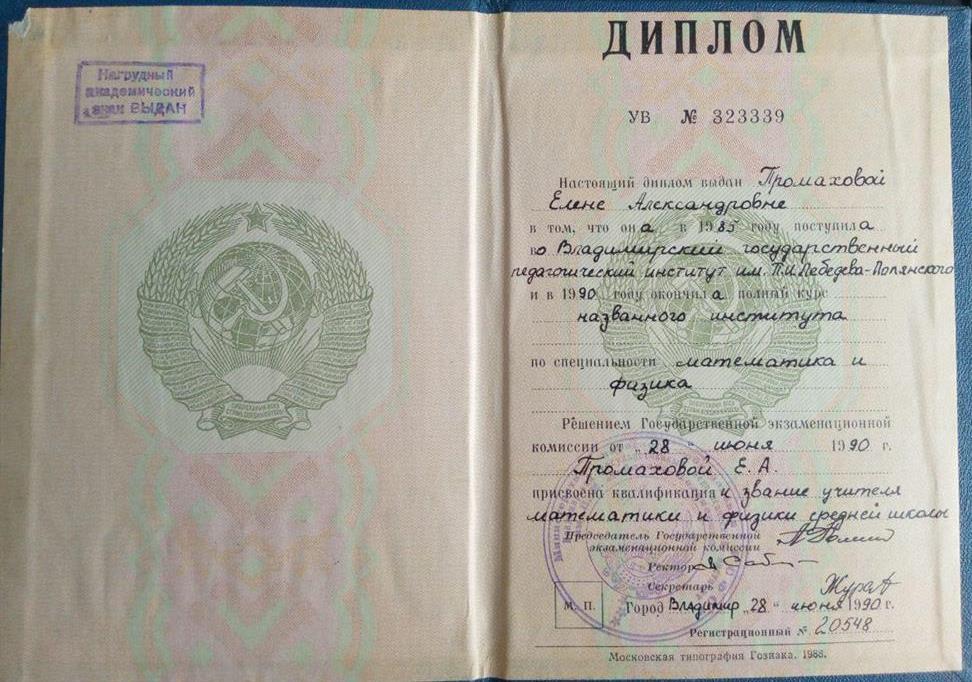 Нагрудный
академический
знак ВЫДАН
ДИПЛОМ
УВ № 323339
Настоящий диплом выдан Промаховой
Елене Александровне
в том, что она в 1985 году поступила
во Владимирский государственный
педагогический институт им. П.И.Лебедева-Полянского
и в 1990 году окончила полный курс
названного института
по специальности математика и
физика
Решением Государственной экзаменационной
комиссии от „28“ июня 1990 г.
Промаховой Е. А.
присвоена квалификация и звание учителя
математики и физики средней школы
Председатель Государственной
экзаменационной комиссии
Ректор
Секретарь
М. П.
Город Владимир „28“ июня 1990 г.
Регистрационный № 20548
Московская типография Гознака. 1988.